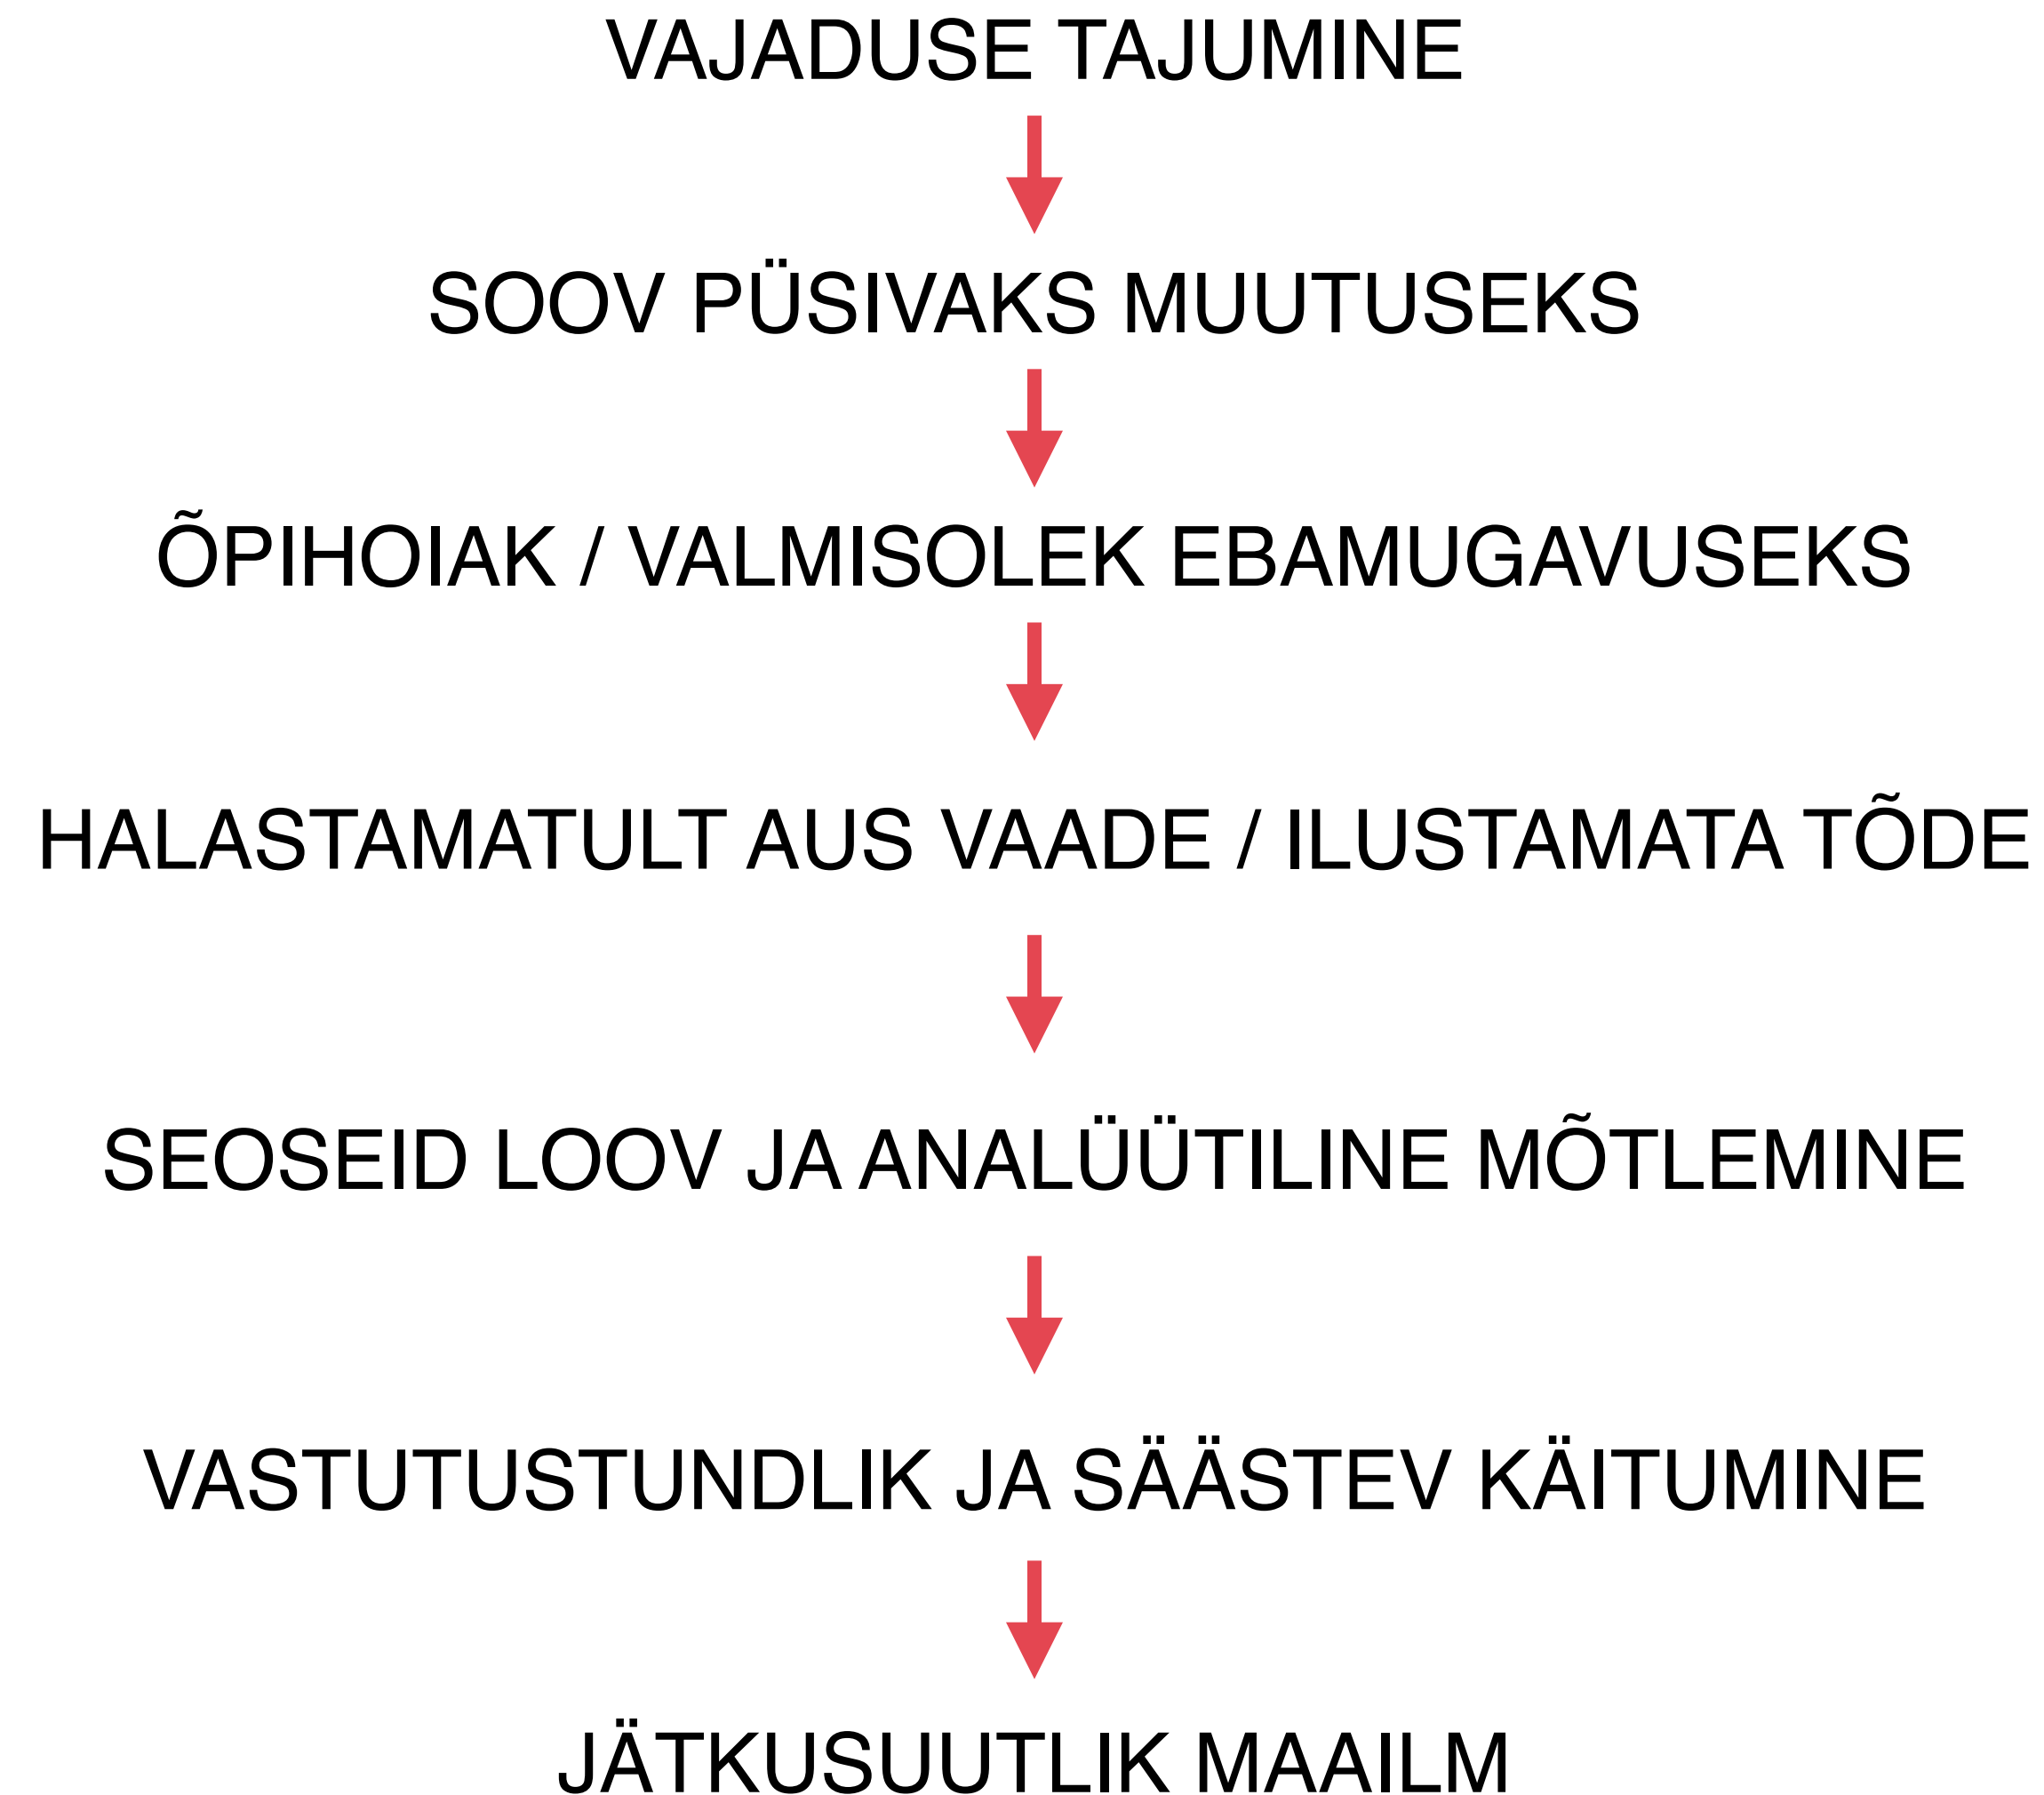 VAJADUSE TAJUMINE
SOOV PÜSIVAKS MUUTUSEKS
ÕPIHOIAK / VALMISOLEK EBAMUGAVUSEKS
HALASTAMATULT AUS VAADE / ILUSTAMATA TÕDE
SEOSEID LOOV JA ANALÜÜTILINE MÕTLEMINE
VASTUTUSTUNDLIK JA SÄÄSTEV KÄITUMINE
JÄTKUSUUTLIK MAAILM